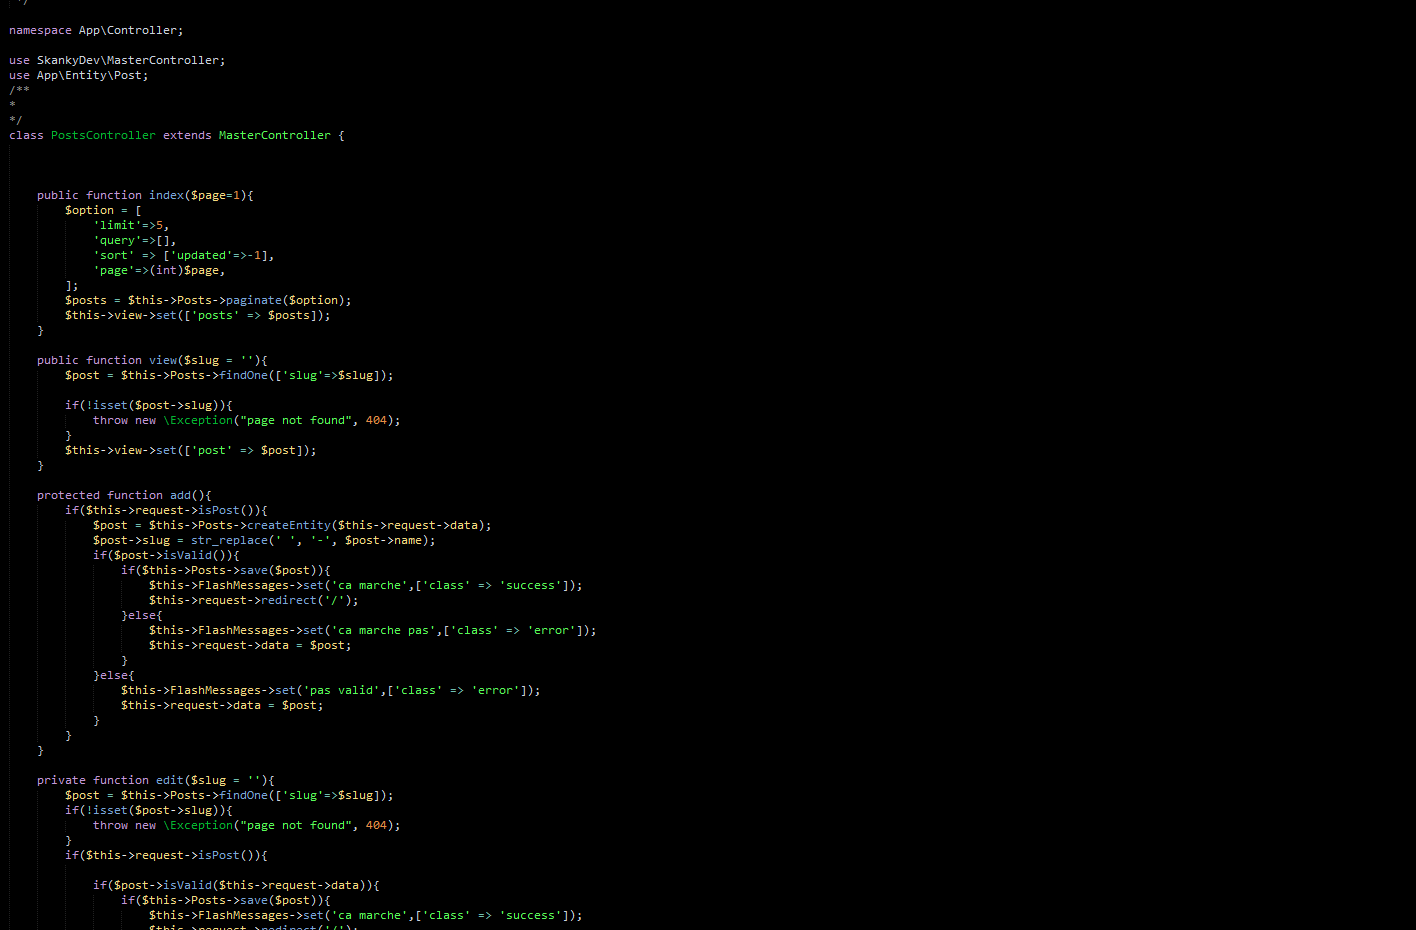 */
namespace App\Controller;
use SkankyDev\MasterController;
use App\Entity\Post;
/**
*
*/
class PostsController extends MasterController {
public function index($page=1){
$option = [
'limit'=>5,
'query'=>[],
'sort' => ['updated'=>-1],
'page'=>(int)$page,
];
$posts = $this->Posts->paginate($option);
$this->view->set(['posts' => $posts]);
}
public function view($slug = ''){
$post = $this->Posts->findOne(['slug'=>$slug]);
if(!isset($post->slug)){
throw new \Exception("page not found", 404);
}
$this->view->set(['post' => $post]);
}
protected function add(){
if($this->request->isPost()){
$post = $this->Posts->createEntity($this->request->data);
$post->slug = str_replace(' ', '-', $post->name);
if($post->isValid()){
if($this->Posts->save($post)){
$this->FlashMessages->set('ca marche',['class' => 'success']);
$this->request->redirect('/');
}else{
$this->FlashMessages->set('ca marche pas',['class' => 'error']);
$this->request->data = $post;
}
}else{
$this->FlashMessages->set('pas valid',['class' => 'error']);
$this->request->data = $post;
}
}
}
private function edit($slug = ''){
$post = $this->Posts->findOne(['slug'=>$slug]);
if(!isset($post->slug)){
throw new \Exception("page not found", 404);
}
if($this->request->isPost()){
if($post->isValid($this->request->data)){
if($this->Posts->save($post)){
$this->FlashMessages->set('ca marche',['class' => 'success']);
$this->request->redirect('/');